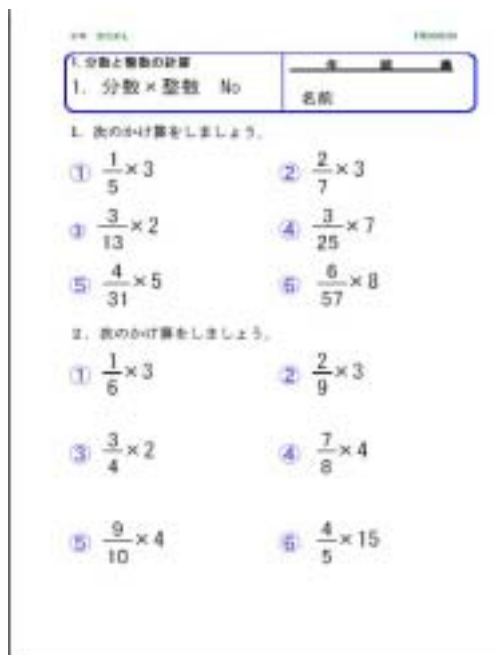 1.分数と整数の計算
1. 分数×整数 No
年 組 番
名前
1. 次のかけ算をしましょう。
① 1/5 × 3
② 2/7 × 3
③ 3/13 × 2
④ 3/25 × 7
⑤ 4/31 × 5
⑥ 6/57 × 8
2. 次のかけ算をしましょう。
① 1/6 × 3
② 2/9 × 3
③ 3/4 × 2
④ 7/8 × 4
⑤ 9/10 × 4
⑥ 4/5 × 15